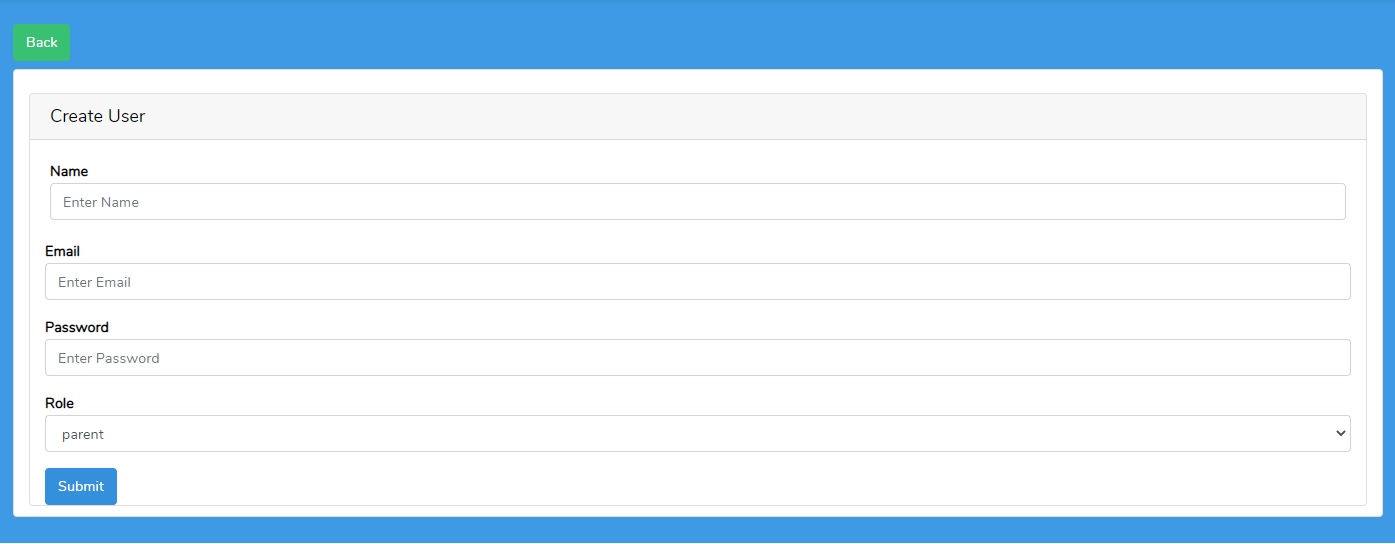 Back
Create User
Name
Enter Name
Email
Enter Email
Password
Enter Password
Role
parent
Submit